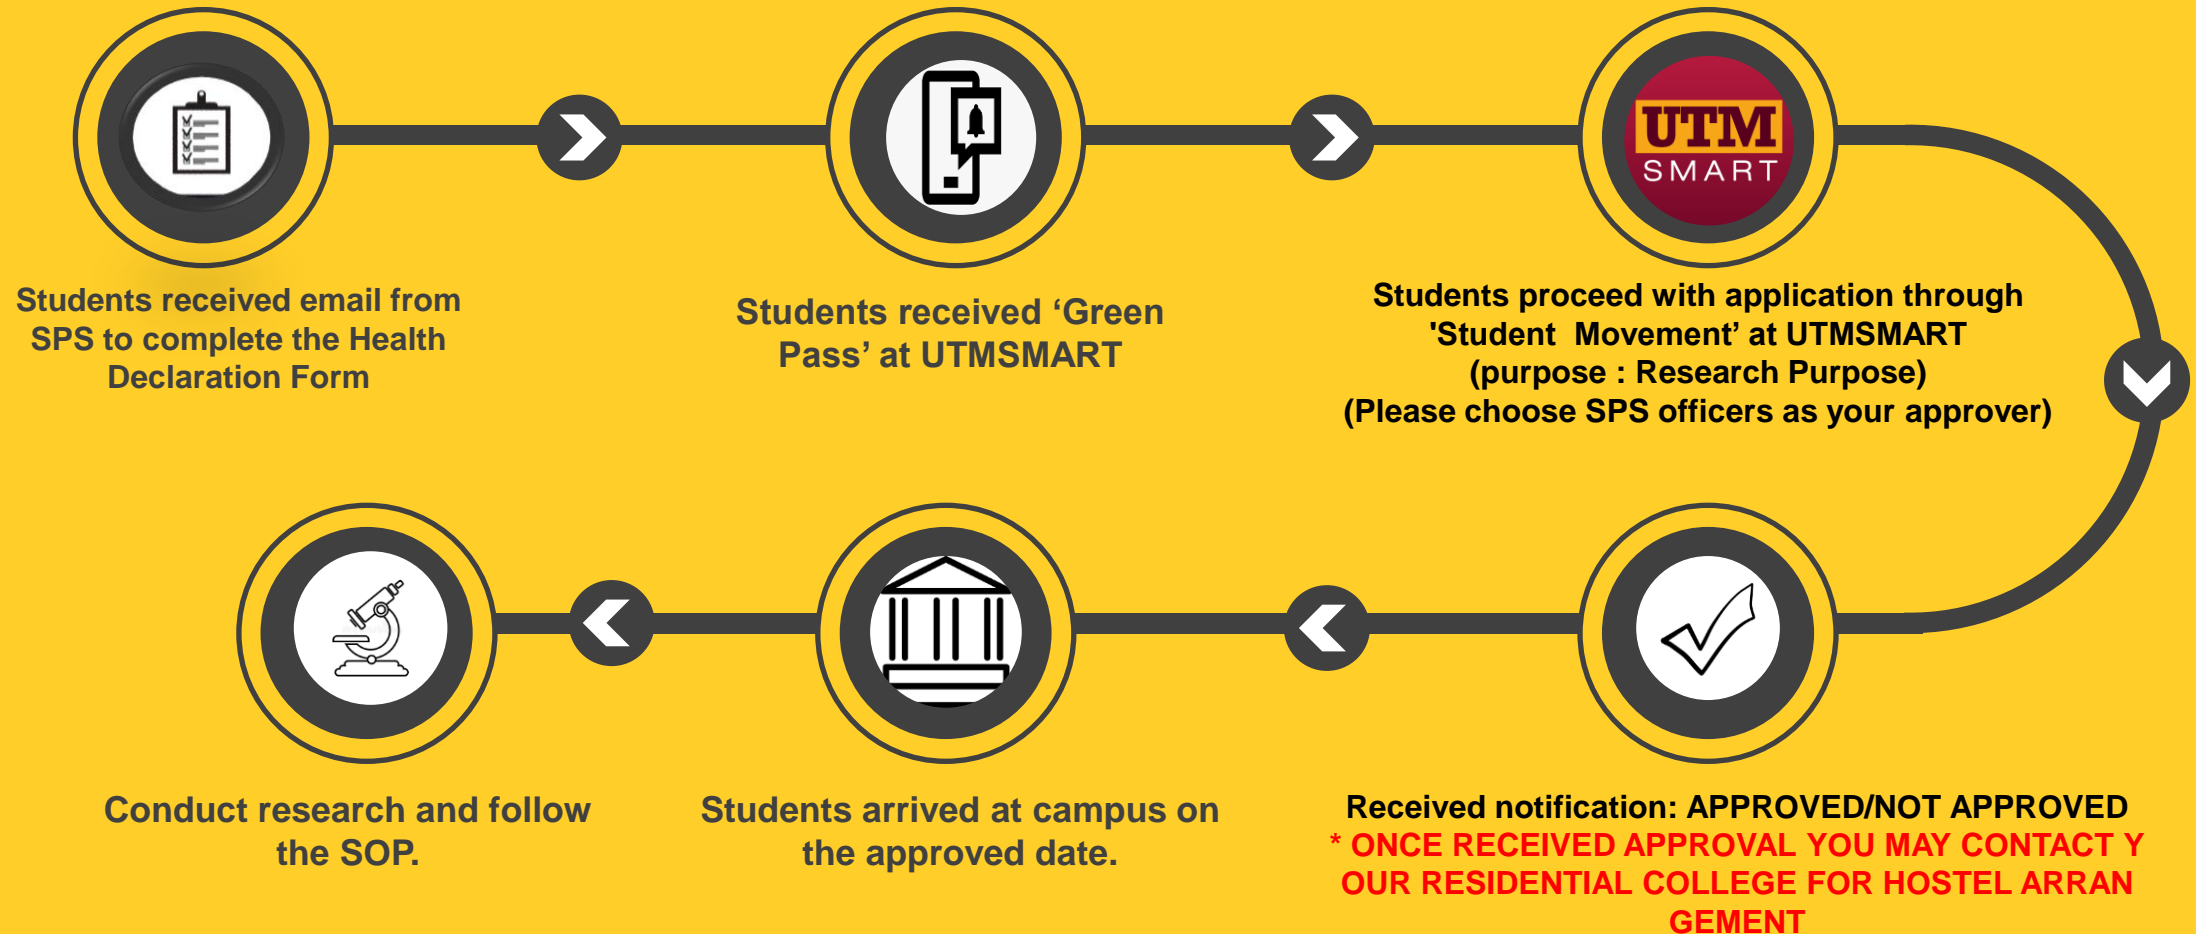 UTM
SMART
Students received email from
SPS to complete the Health
Declaration Form
Students received ‘Green
Pass’ at UTMSMART
Students proceed with application through
'Student  Movement’ at UTMSMART
(purpose : Research Purpose)
(Please choose SPS officers as your approver)
Received notification: APPROVED/NOT APPROVED
* ONCE RECEIVED APPROVAL YOU MAY CONTACT Y
OUR RESIDENTIAL COLLEGE FOR HOSTEL ARRAN
GEMENT
Students arrived at campus on
the approved date.
Conduct research and follow
the SOP.